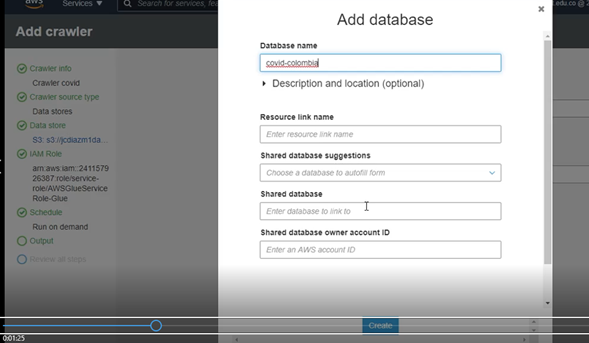 aws
Services
Search for services, fea
.edu.co @ 2
Add crawler
Crawler info
Crawler covid
Crawler source type
Data stores
Data store
S3: s3://jcdiazm1da...
IAM Role
arn:aws:iam::2411579
26387:role/service-
role/AWSGlueService
Role-Glue
Schedule
Run on demand
Output
Review all steps
Add database
Database name
covid-colombia
Description and location (optional)
Resource link name
Enter resource link name
Shared database suggestions
Choose a database to autofill form
Shared database
Enter database to link to
Shared database owner account ID
Enter an AWS account ID
Create
0:01:25